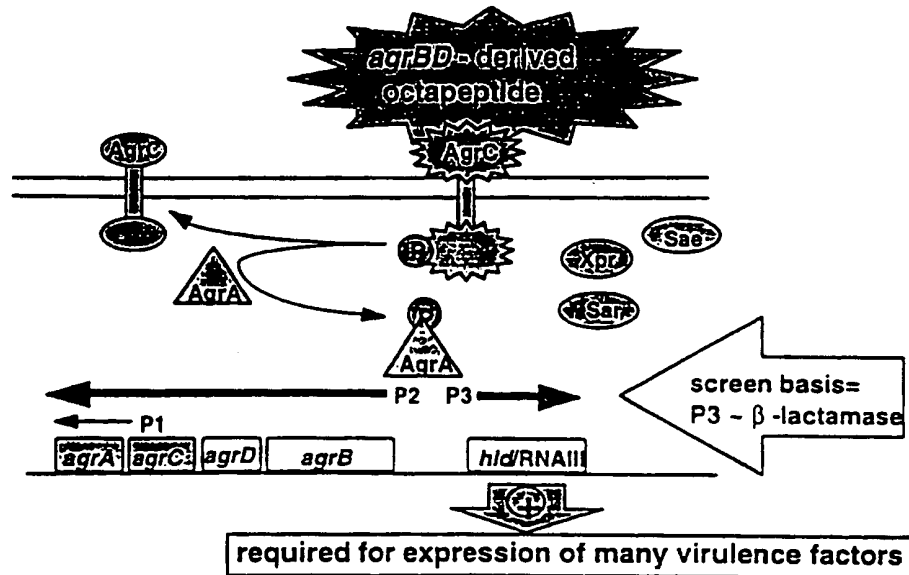 agrBD - derived
octapeptide
AgrC
AgrC
Sae
Xpr
Sar
P
AgrA
P
AgrA
P2 P3
P1
screen basis=
P3 ~ β -lactamase
agrA agrC agrD agrB hld/RNAIII
+
required for expression of many virulence factors